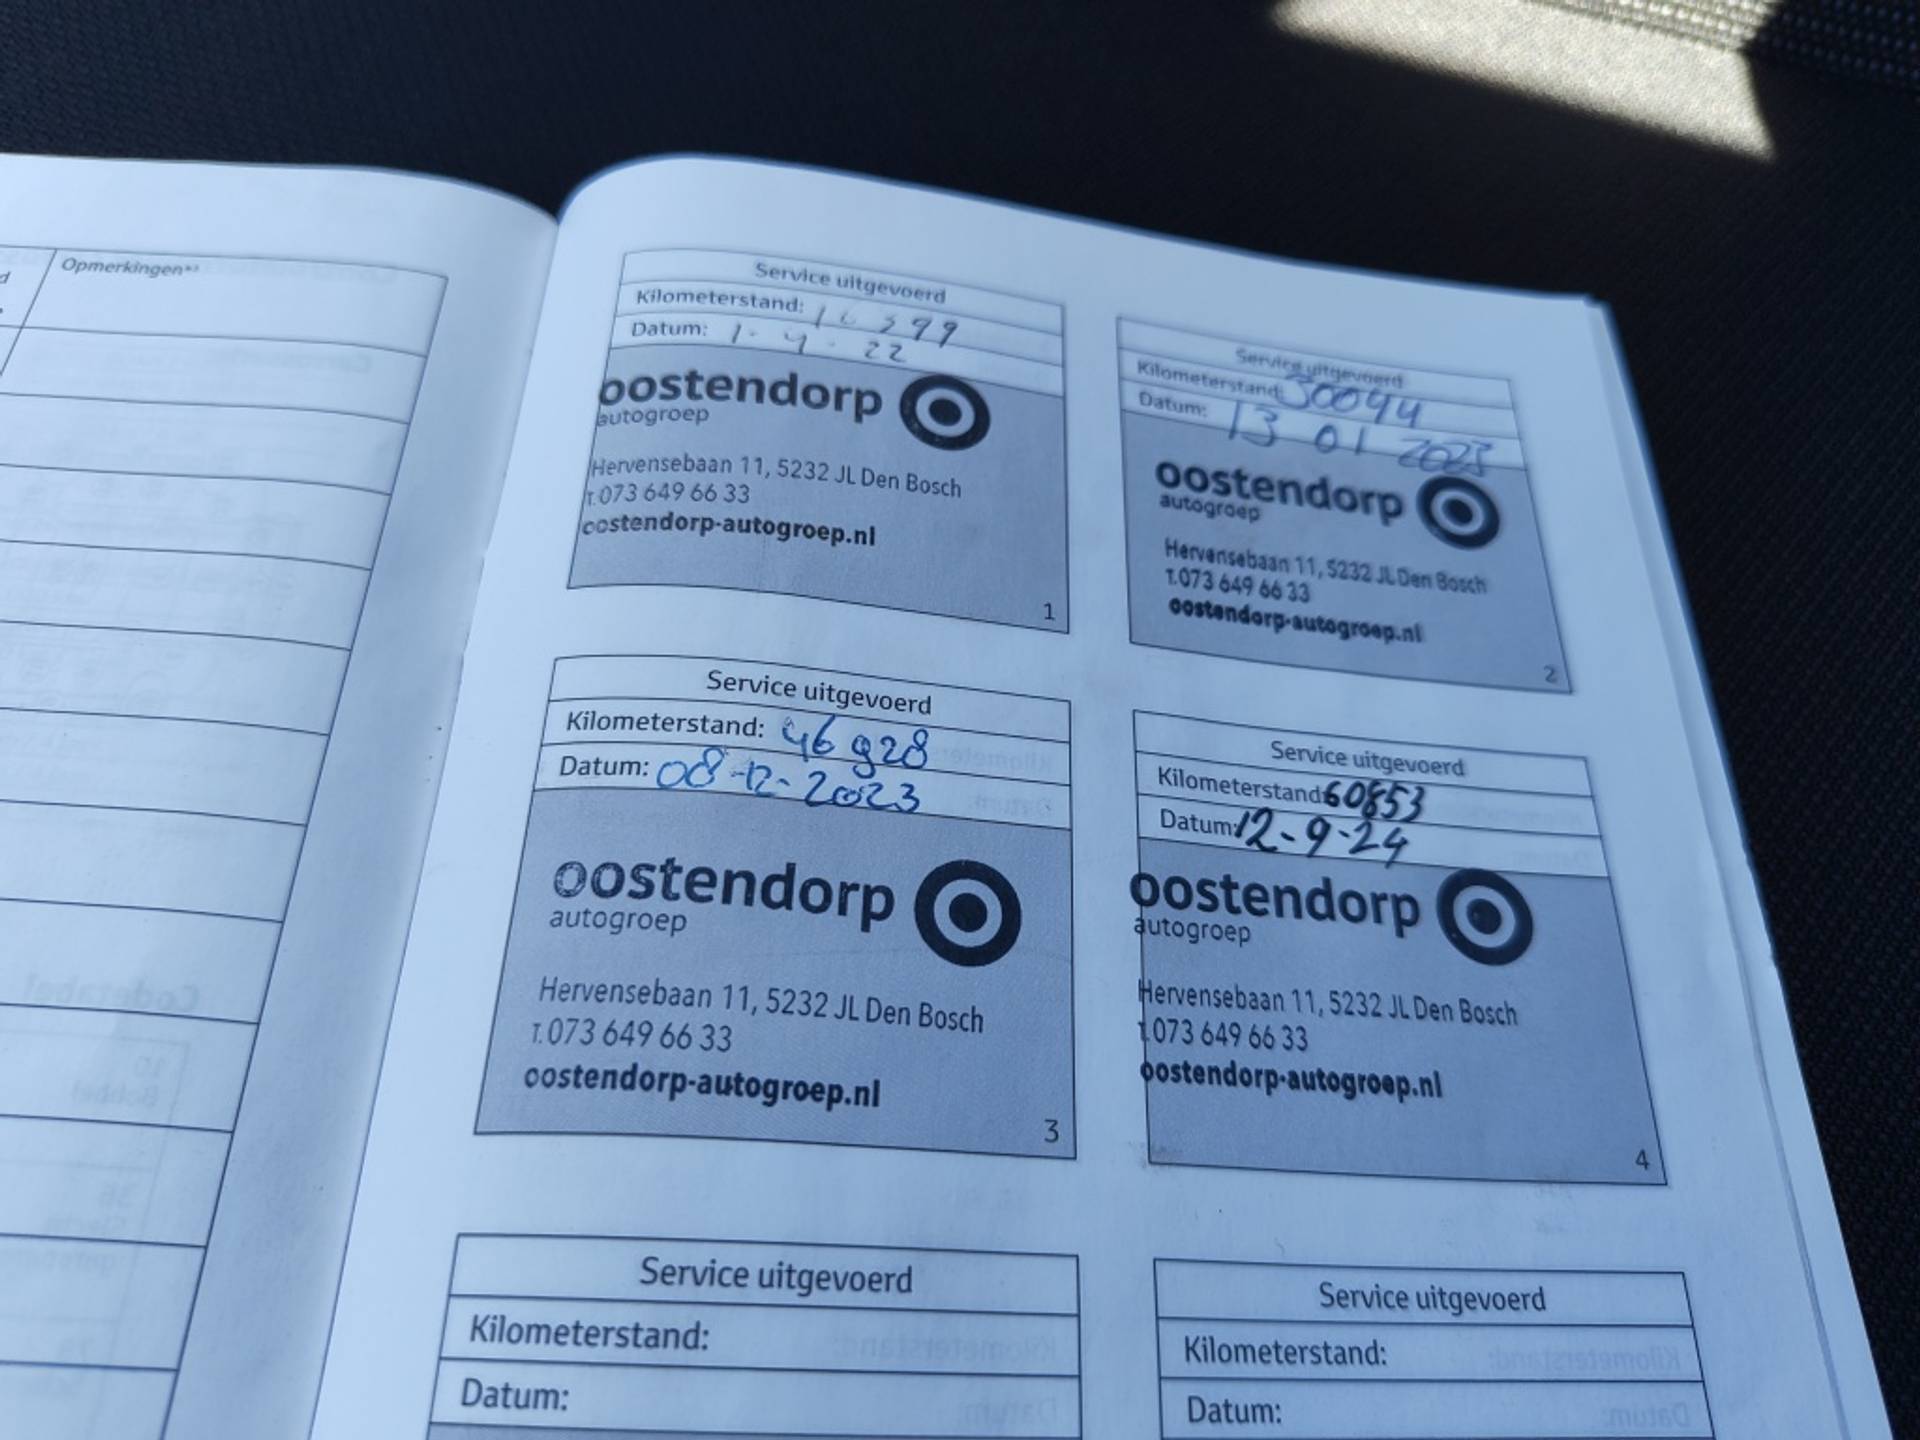 Opmerkingen
Service uitgevoerd
Kilometerstand:
Datum: 1-4-22
oostendorp
autogroep
Hervensebaan 11, 5232 JL Den Bosch
T.073 649 66 33
oostendorp-autogroep.nl
1
Service uitgevoerd
Kilometerstand: 30044
Datum: 13 01 2023
oostendorp
autogroep
Hervensebaan 11, 5232 JL Den Bosch
T.073 649 66 33
oostendorp-autogroep.nl
2
Service uitgevoerd
Kilometerstand: 46 928
Datum: 08-12-2023
oostendorp
autogroep
Hervensebaan 11, 5232 JL Den Bosch
T.073 649 66 33
oostendorp-autogroep.nl
3
Service uitgevoerd
Kilometerstand: 60853
Datum: 12-9-24
oostendorp
autogroep
Hervensebaan 11, 5232 JL Den Bosch
T.073 649 66 33
oostendorp-autogroep.nl
4
Service uitgevoerd
Kilometerstand:
Datum:
Service uitgevoerd
Kilometerstand:
Datum: